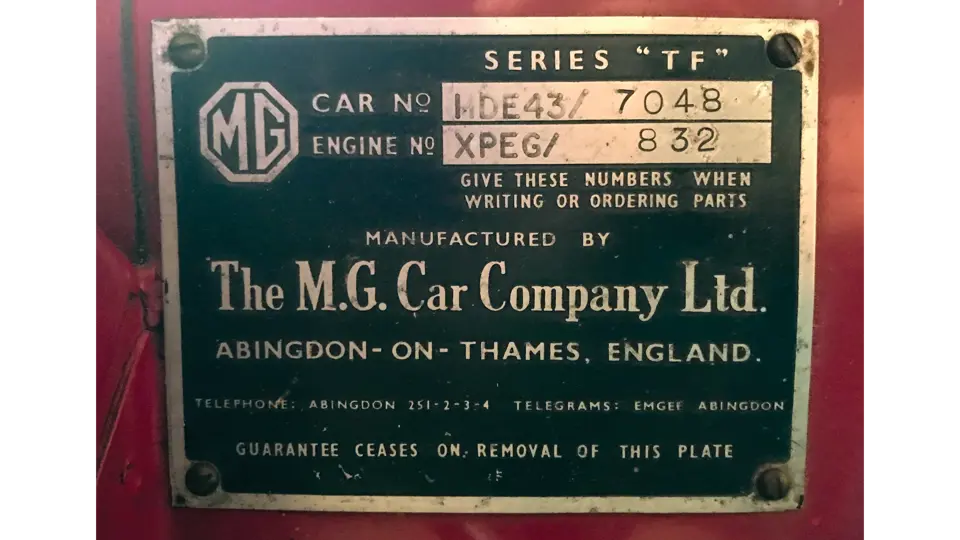 SERIES "TF"
MG
CAR No HDE43/ 7048
ENGINE No XPEG/ 832
GIVE THESE NUMBERS WHEN
WRITING OR ORDERING PARTS
MANUFACTURED BY
The M.G. Car Company Ltd.
ABINGDON-ON-THAMES, ENGLAND.
TELEPHONE: ABINGDON 251-2-3-4 TELEGRAMS: EMGEE ABINGDON
GUARANTEE CEASES ON REMOVAL OF THIS PLATE